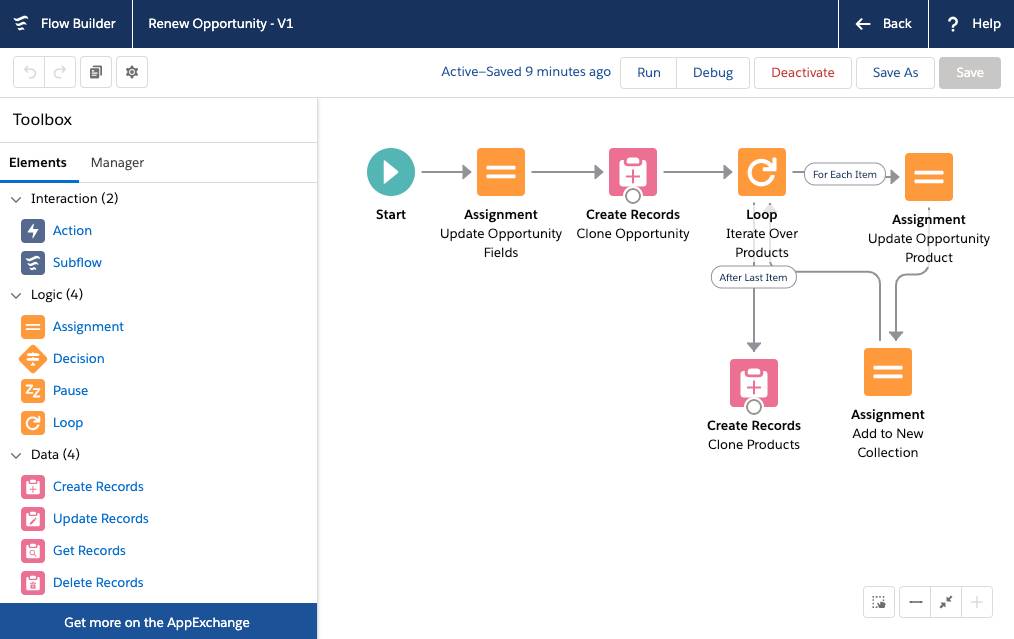 Flow Builder
Renew Opportunity - V1
Back
Help
Active–Saved 9 minutes ago
Run
Debug
Deactivate
Save As
Save
Toolbox
Elements
Manager
Interaction (2)
Action
Subflow
Logic (4)
Assignment
Decision
Pause
Loop
Data (4)
Create Records
Update Records
Get Records
Delete Records
Get more on the AppExchange
Start
Assignment
Update Opportunity
Fields
Create Records
Clone Opportunity
Loop
Iterate Over
Products
For Each Item
Assignment
Update Opportunity
Product
After Last Item
Create Records
Clone Products
Assignment
Add to New
Collection